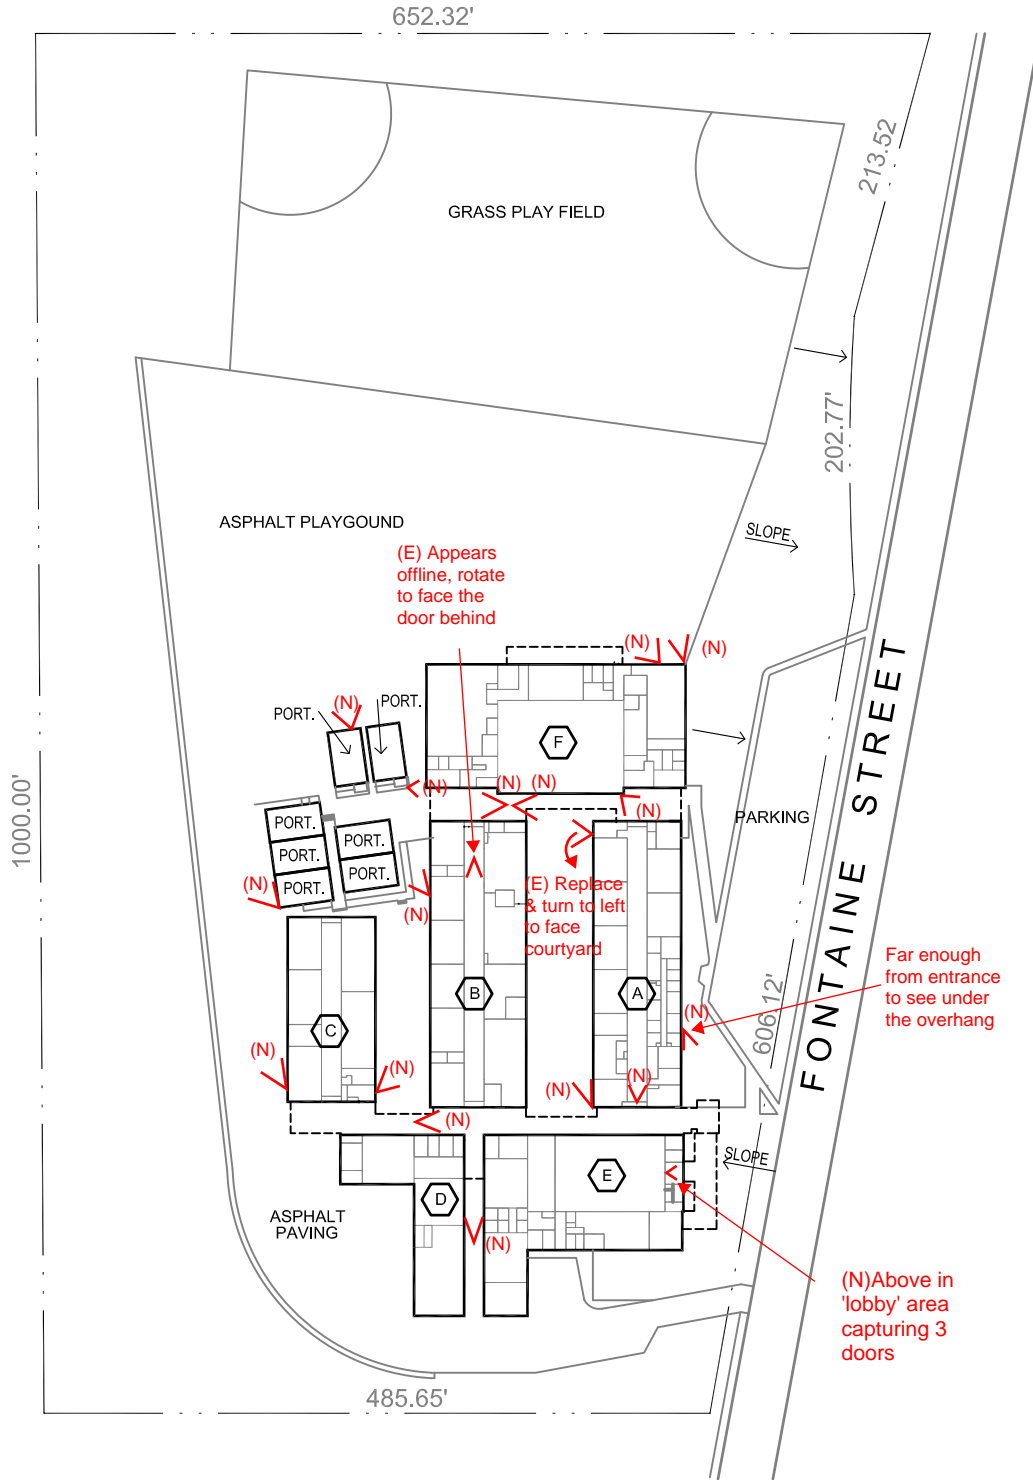 652.32'
213.52
GRASS PLAY FIELD
202.77'
ASPHALT PLAYGOUND
SLOPE
(E) Appears
offline, rotate
to face the
door behind
(N)
(N)
(N)
PORT.
PORT.
F
(N)
(N)
(N)
(N)
FONTAINE STREET
1000.00'
PARKING
PORT.
PORT.
PORT.
PORT.
PORT.
(N)
(N)
(E) Replace
& turn to left
to face
courtyard
B
A
C
Far enough
from entrance
to see under
the overhang
606.12'
(N)
(N)
(N)
(N)
(N)
(N)
SLOPE
E
D
ASPHALT
PAVING
(N)
(N)Above in
'lobby' area
capturing 3
doors
485.65'